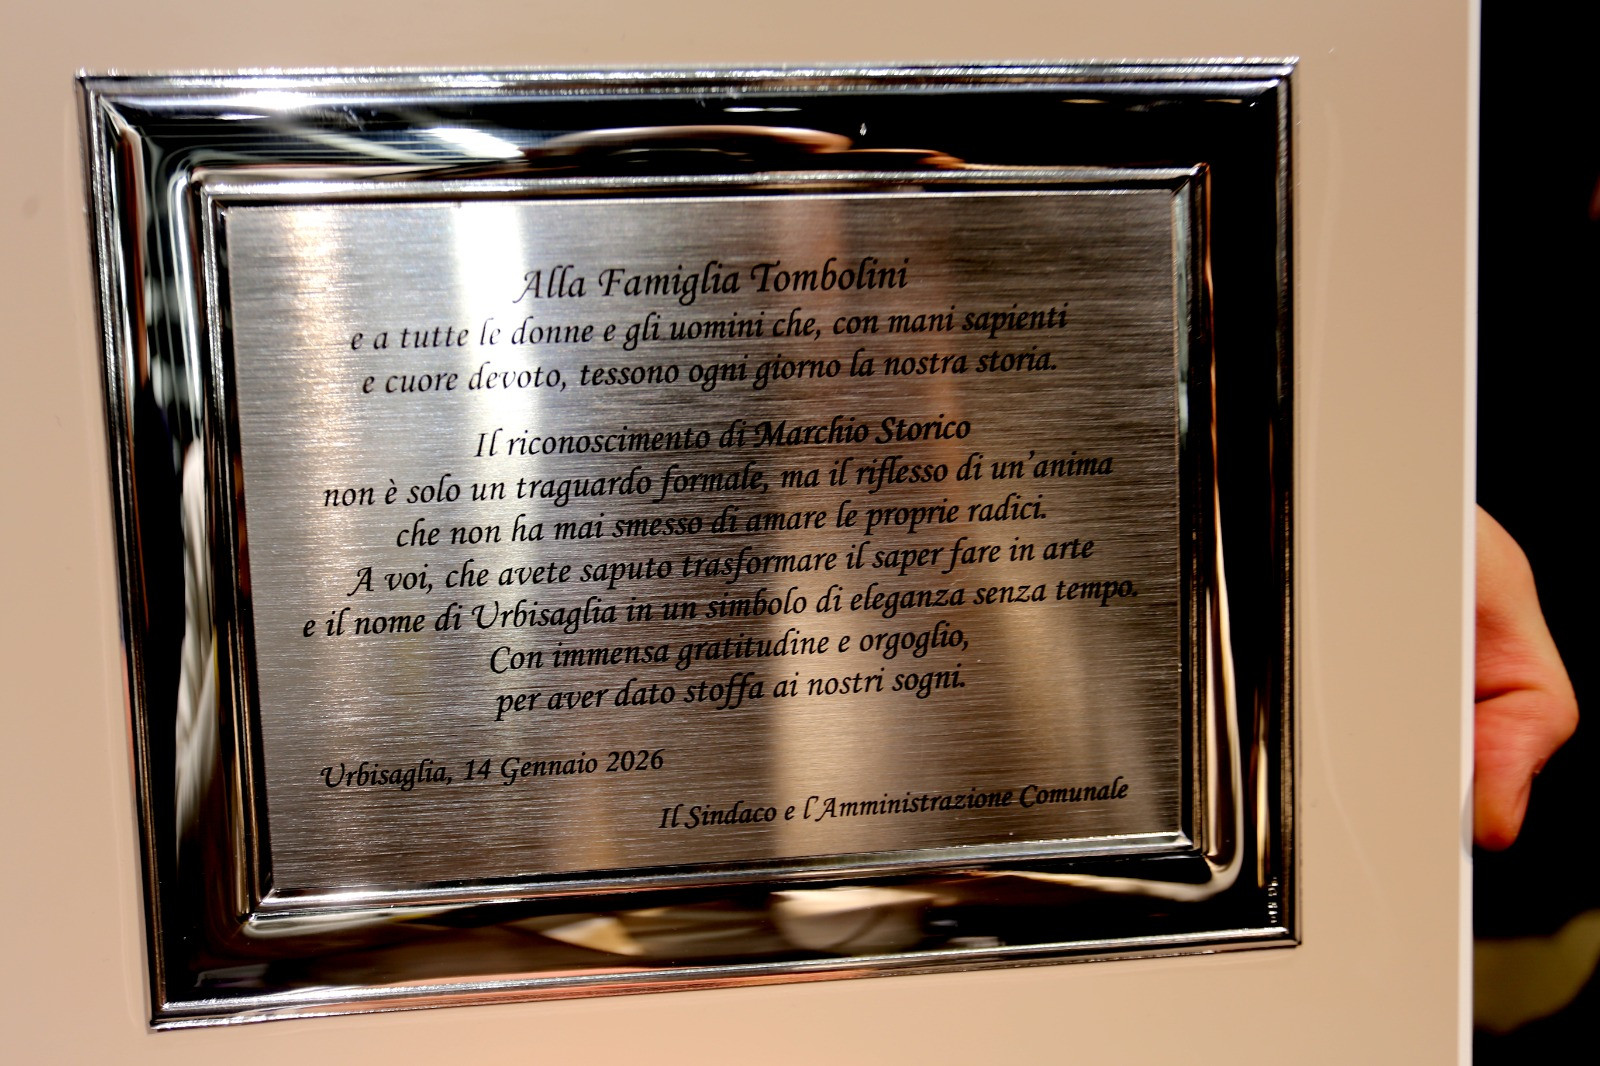 Alla Famiglia Tombolini
e a tutte le donne e gli uomini che, con mani sapienti
e cuore devoto, tessono ogni giorno la nostra storia.
Il riconoscimento di Marchio Storico
non è solo un traguardo formale, ma il riflesso di un'anima
che non ha mai smesso di amare le proprie radici.
A voi, che avete saputo trasformare il saper fare in arte
e il nome di Urbisaglia in un simbolo di eleganza senza tempo.
Con immensa gratitudine e orgoglio,
per aver dato stoffa ai nostri sogni.
Urbisaglia, 14 Gennaio 2026
Il Sindaco e l'Amministrazione Comunale